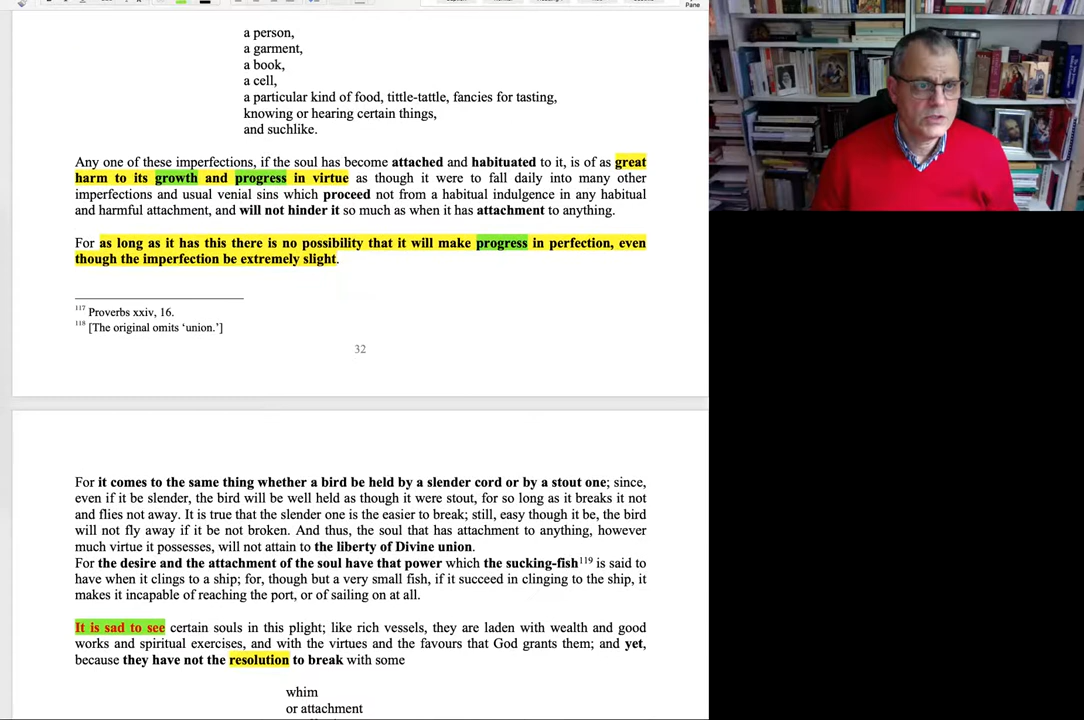 Pane
a person,
a garment,
a book,
a cell,
a particular kind of food, tittle-tattle, fancies for tasting,
knowing or hearing certain things,
and suchlike.
Any one of these imperfections, if the soul has become attached and habituated to it, is of as great
harm to its growth and progress in virtue as though it were to fall daily into many other
imperfections and usual venial sins which proceed not from a habitual indulgence in any habitual
and harmful attachment, and will not hinder it so much as when it has attachment to anything.
For as long as it has this there is no possibility that it will make progress in perfection, even
though the imperfection be extremely slight.
117 Proverbs xxiv, 16.
118 [The original omits ‘union.’]
32
For it comes to the same thing whether a bird be held by a slender cord or by a stout one; since,
even if it be slender, the bird will be well held as though it were stout, for so long as it breaks it not
and flies not away. It is true that the slender one is the easier to break; still, easy though it be, the bird
will not fly away if it be not broken. And thus, the soul that has attachment to anything, however
much virtue it possesses, will not attain to the liberty of Divine union.
For the desire and the attachment of the soul have that power which the sucking-fish119 is said to
have when it clings to a ship; for, though but a very small fish, if it succeed in clinging to the ship, it
makes it incapable of reaching the port, or of sailing on at all.
It is sad to see certain souls in this plight; like rich vessels, they are laden with wealth and good
works and spiritual exercises, and with the virtues and the favours that God grants them; and yet,
because they have not the resolution to break with some
whim
or attachment